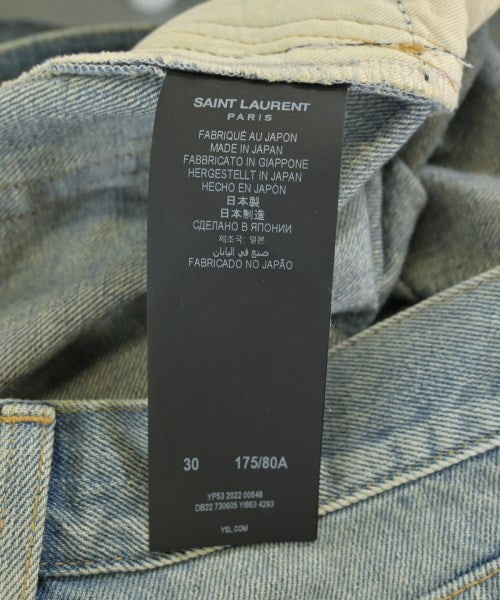 SAINT LAURENT
PARIS
FABRIQUÉ AU JAPON
MADE IN JAPAN
FABBRICATO IN GIAPPONE
HERGESTELLT IN JAPAN
HECHO EN JAPÓN
日本製
日本制造
СДЕЛАНО В ЯПОНИИ
제조국: 일본
صنع في اليابان
FABRICADO NO JAPÃO
30 175/80A
YP53 2022 00648
DB22 730605 YI863 4293
YSL.COM